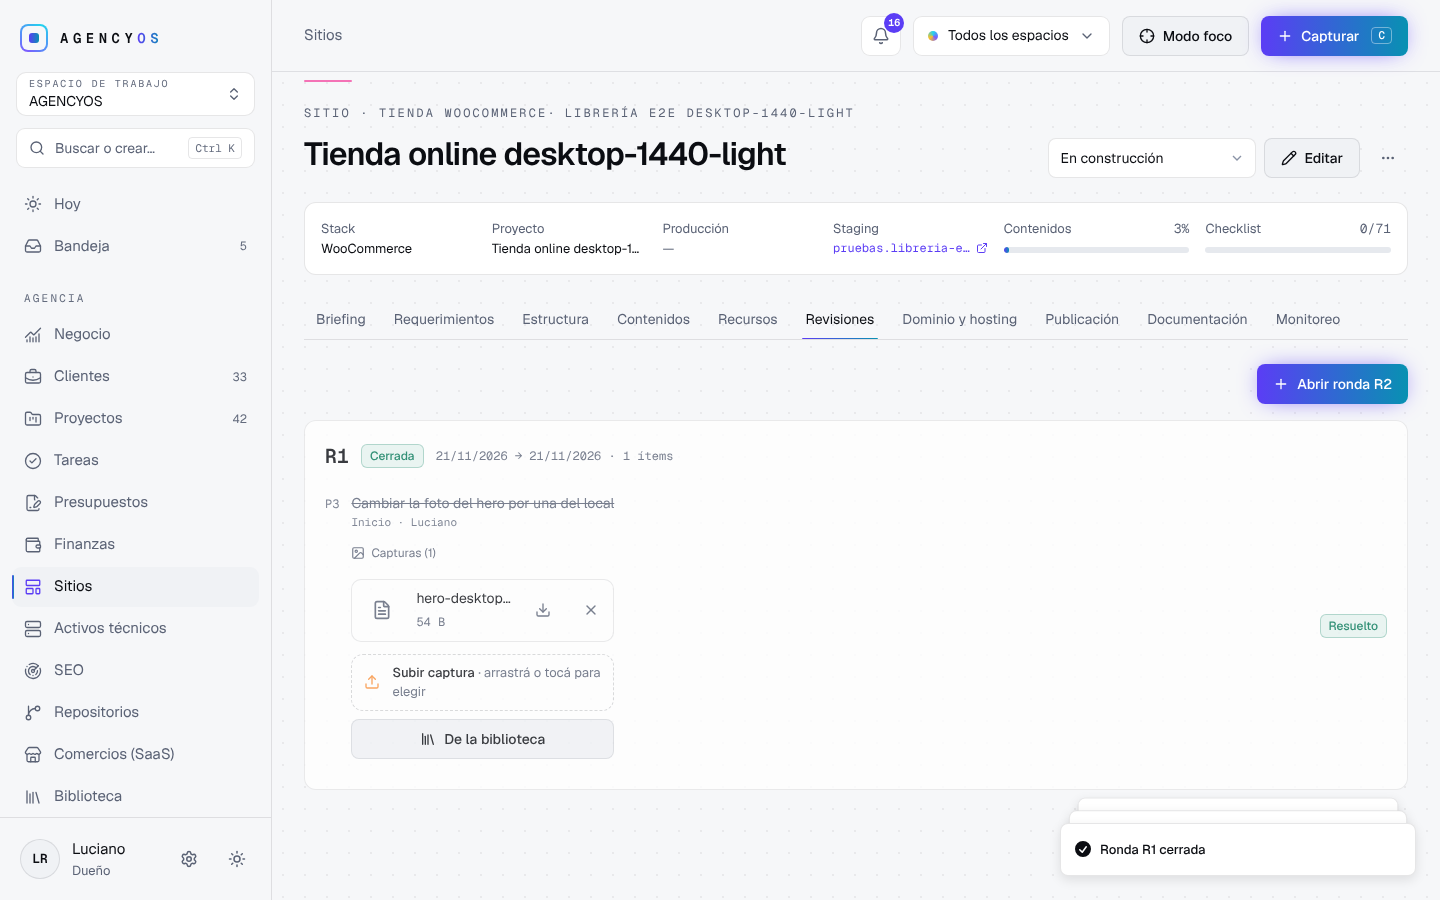 AGENCYOS
ESPACIO DE TRABAJO
AGENCYOS
Buscar o crear... Ctrl K
Hoy
Bandeja 5
AGENCIA
Negocio
Clientes 33
Proyectos 42
Tareas
Presupuestos
Finanzas
Sitios
Activos técnicos
SEO
Repositorios
Comercios (SaaS)
Biblioteca
LR
Luciano
Dueño
Sitios
16
Todos los espacios
Modo foco
Capturar C
SITIO · TIENDA WOOCOMMERCE· LIBRERÍA E2E DESKTOP-1440-LIGHT
Tienda online desktop-1440-light
En construcción
Editar
Stack
WooCommerce
Proyecto
Tienda online desktop-1...
Producción
—
Staging
pruebas.libreria-e...
Contenidos 3%
Checklist 0/71
Briefing Requerimientos Estructura Contenidos Recursos Revisiones Dominio y hosting Publicación Documentación Monitoreo
Abrir ronda R2
R1 Cerrada 21/11/2026 → 21/11/2026 · 1 items
P3 Cambiar la foto del hero por una del local
Inicio · Luciano
Capturas (1)
hero-desktop...
54 B
Resuelto
Subir captura · arrastrá o tocá para
elegir
De la biblioteca
Ronda R1 cerrada